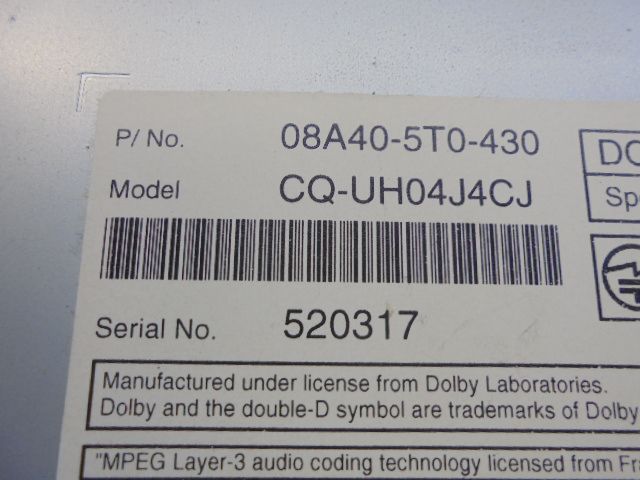 P/ No. 08A40-5T0-430
Model CQ-UH04J4CJ
Serial No. 520317
DC
Sp
Manufactured under license from Dolby Laboratories.
Dolby and the double-D symbol are trademarks of Dolby
"MPEG Layer-3 audio coding technology licensed from Fra